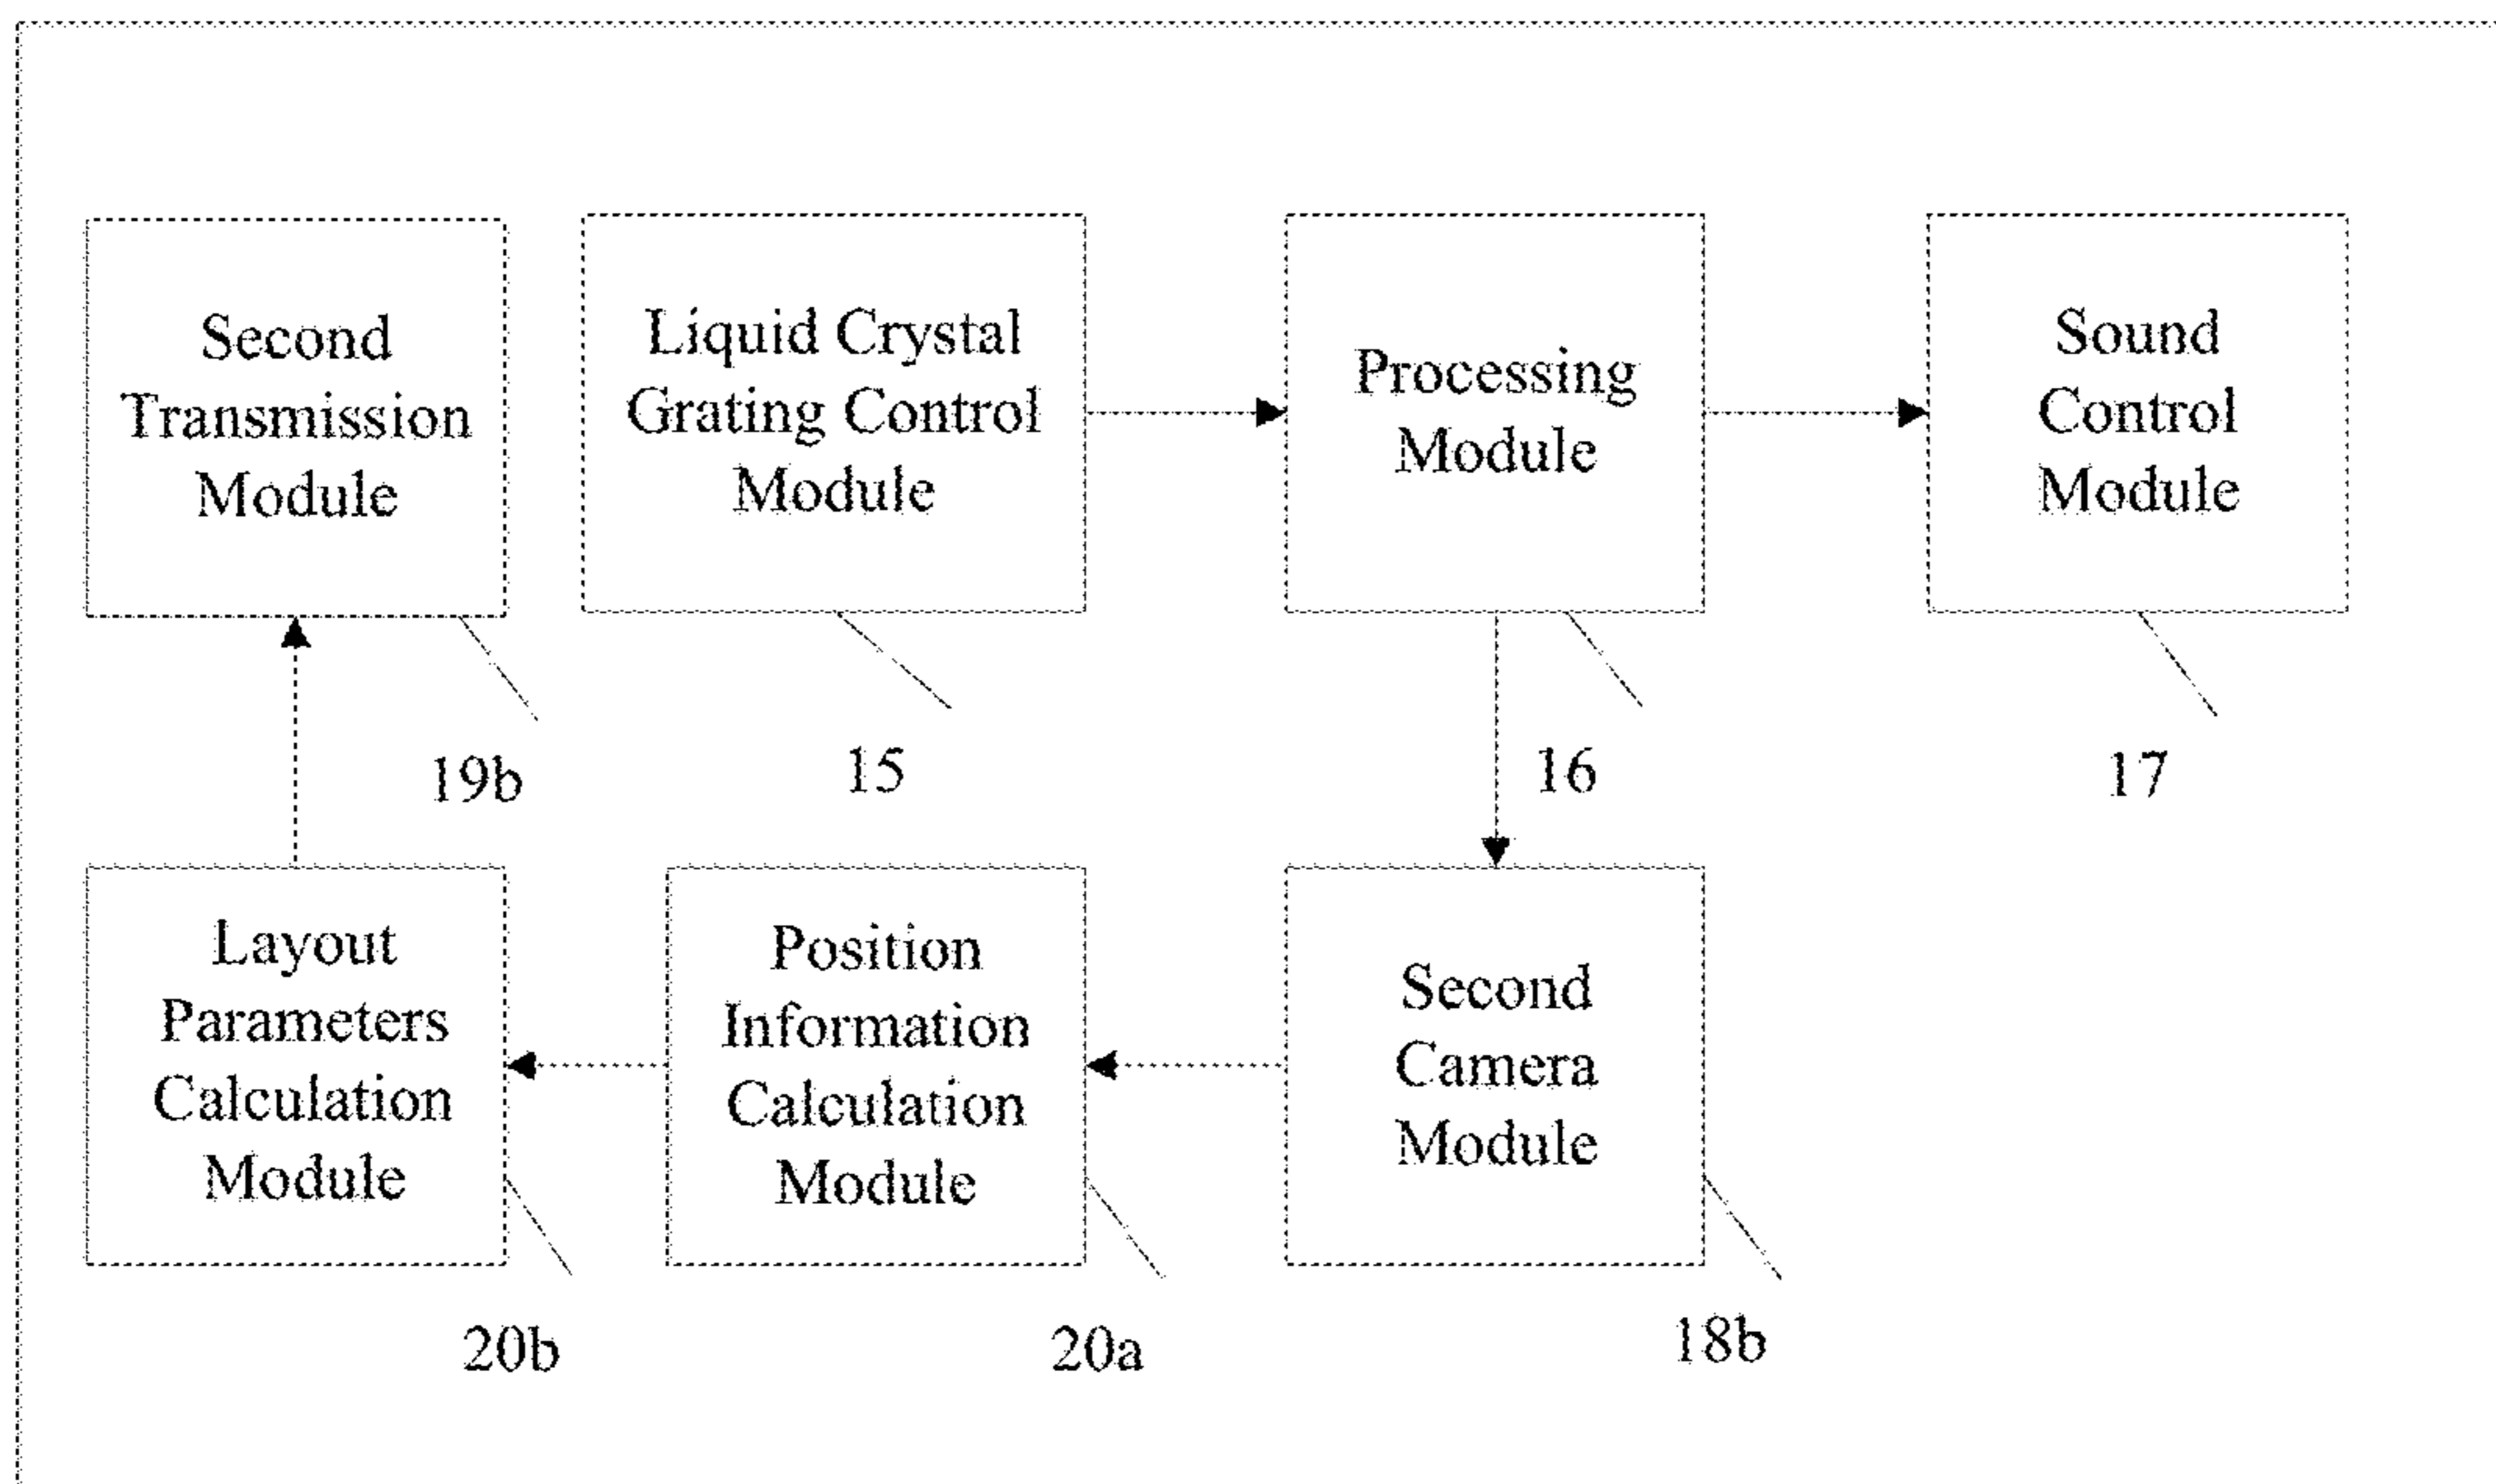 Second
Transmission
Module
Liquid Crystal
Grating Control
Module
Processing
Module
Sound
Control
Module
19b
15
16
17
Layout
Parameters
Calculation
Module
Position
Information
Calculation
Module
Second
Camera
Module
20b
20a
18b